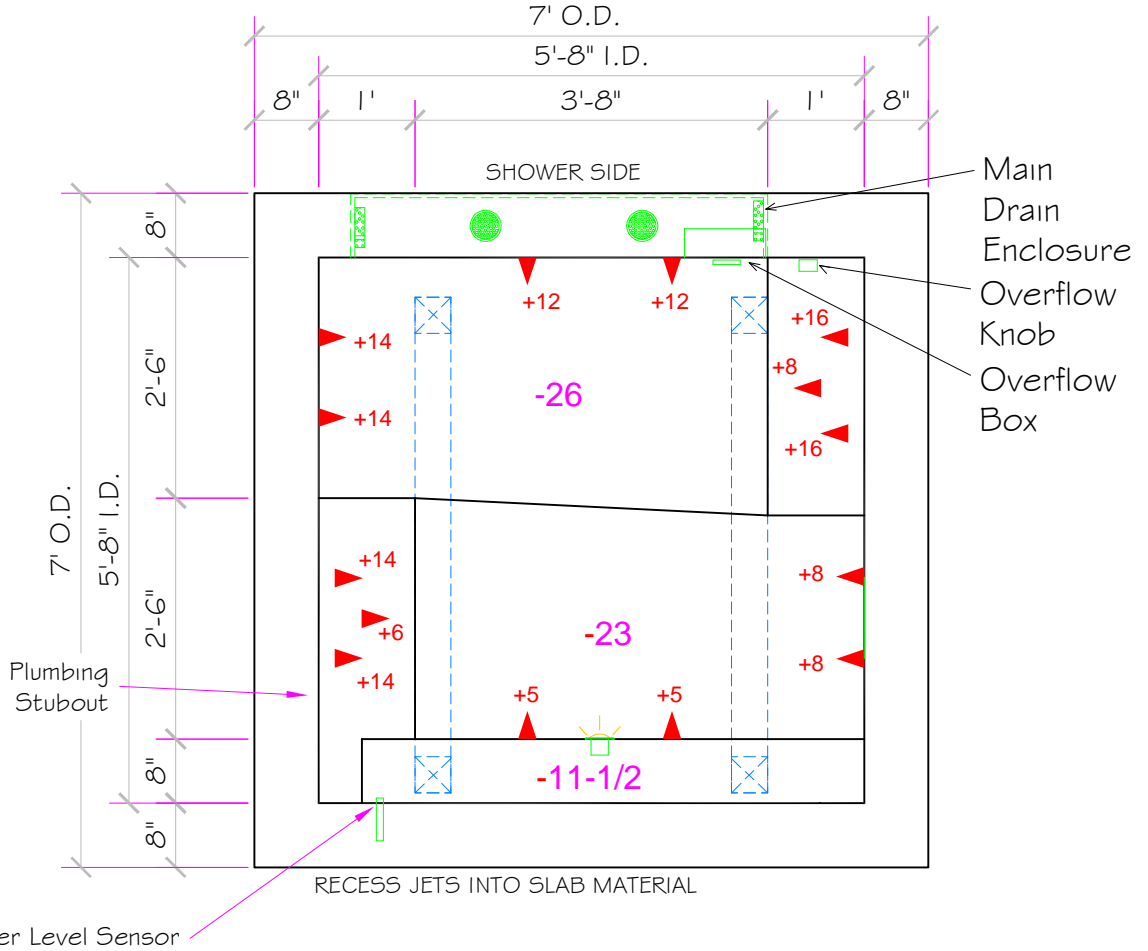 7' O.D.
5'-8" I.D.
8" 1' 3'-8" 1' 8"
SHOWER SIDE
Main
Drain
Enclosure
Overflow
Knob
Overflow
Box
8"
2'-6"
2'-6"
8"
8"
7' O.D.
5'-8" I.D.
+12 +12
+14
+14
+16
+8
+16
-26
+14
+6
+14
+8
+8
-23
+5 +5
-11-1/2
Plumbing
Stubout
RECESS JETS INTO SLAB MATERIAL
Level Sensor